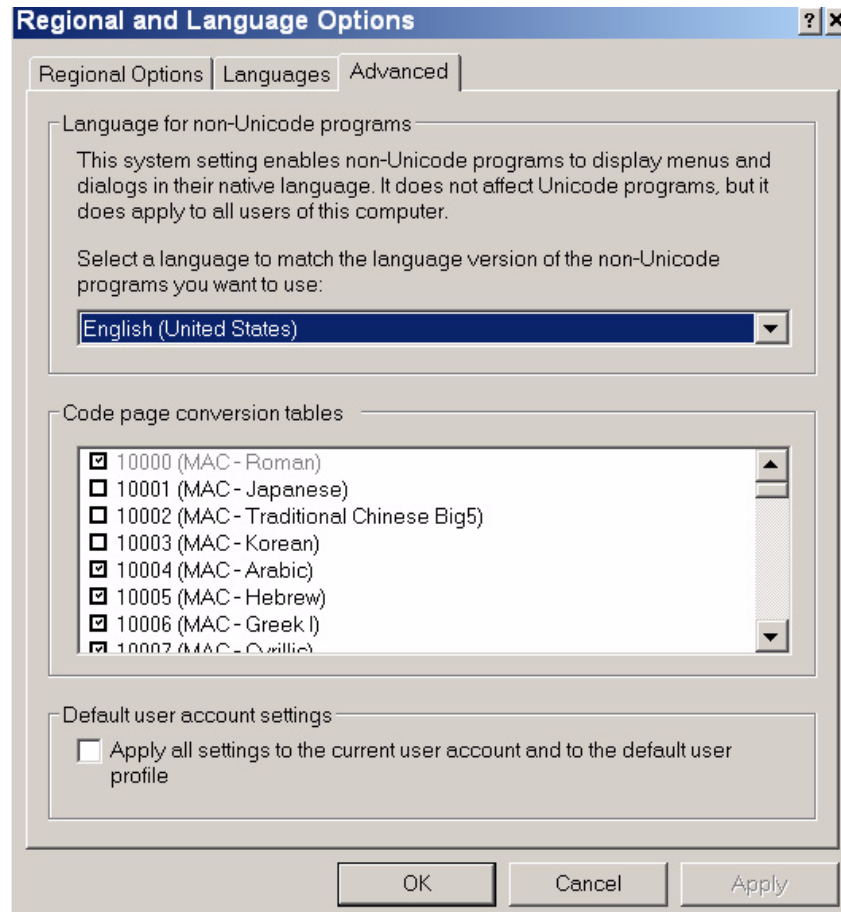 Regional and Language Options
Regional Options Languages Advanced
Language for non-Unicode programs
This system setting enables non-Unicode programs to display menus and
dialogs in their native language. It does not affect Unicode programs, but it
does apply to all users of this computer.
Select a language to match the language version of the non-Unicode
programs you want to use:
English (United States)
Code page conversion tables
10000 (MAC - Roman)
10001 (MAC - Japanese)
10002 (MAC - Traditional Chinese Big5)
10003 (MAC - Korean)
10004 (MAC - Arabic)
10005 (MAC - Hebrew)
10006 (MAC - Greek I)
10007 (MAC - Cyrillic)
Default user account settings
Apply all settings to the current user account and to the default user
profile
OK Cancel Apply